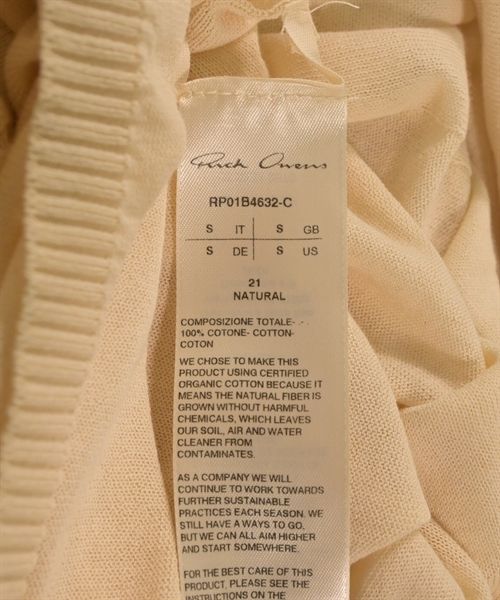 Rick Owens
RP01B4632-C
S IT S GB
S DE S US
21
NATURAL
COMPOSIZIONE TOTALE-
100% COTONE- COTTON-
COTON
WE CHOSE TO MAKE THIS
PRODUCT USING CERTIFIED
ORGANIC COTTON BECAUSE IT
MEANS THE NATURAL FIBER IS
GROWN WITHOUT HARMFUL
CHEMICALS, WHICH LEAVES
OUR SOIL, AIR AND WATER
CLEANER FROM
CONTAMINATES.
AS A COMPANY WE WILL
CONTINUE TO WORK TOWARDS
FURTHER SUSTAINABLE
PRACTICES EACH SEASON. WE
STILL HAVE A WAYS TO GO,
BUT WE CAN ALL AIM HIGHER
AND START SOMEWHERE.
FOR THE BEST CARE OF THIS
PRODUCT, PLEASE SEE THE
INSTRUCTIONS ON THE